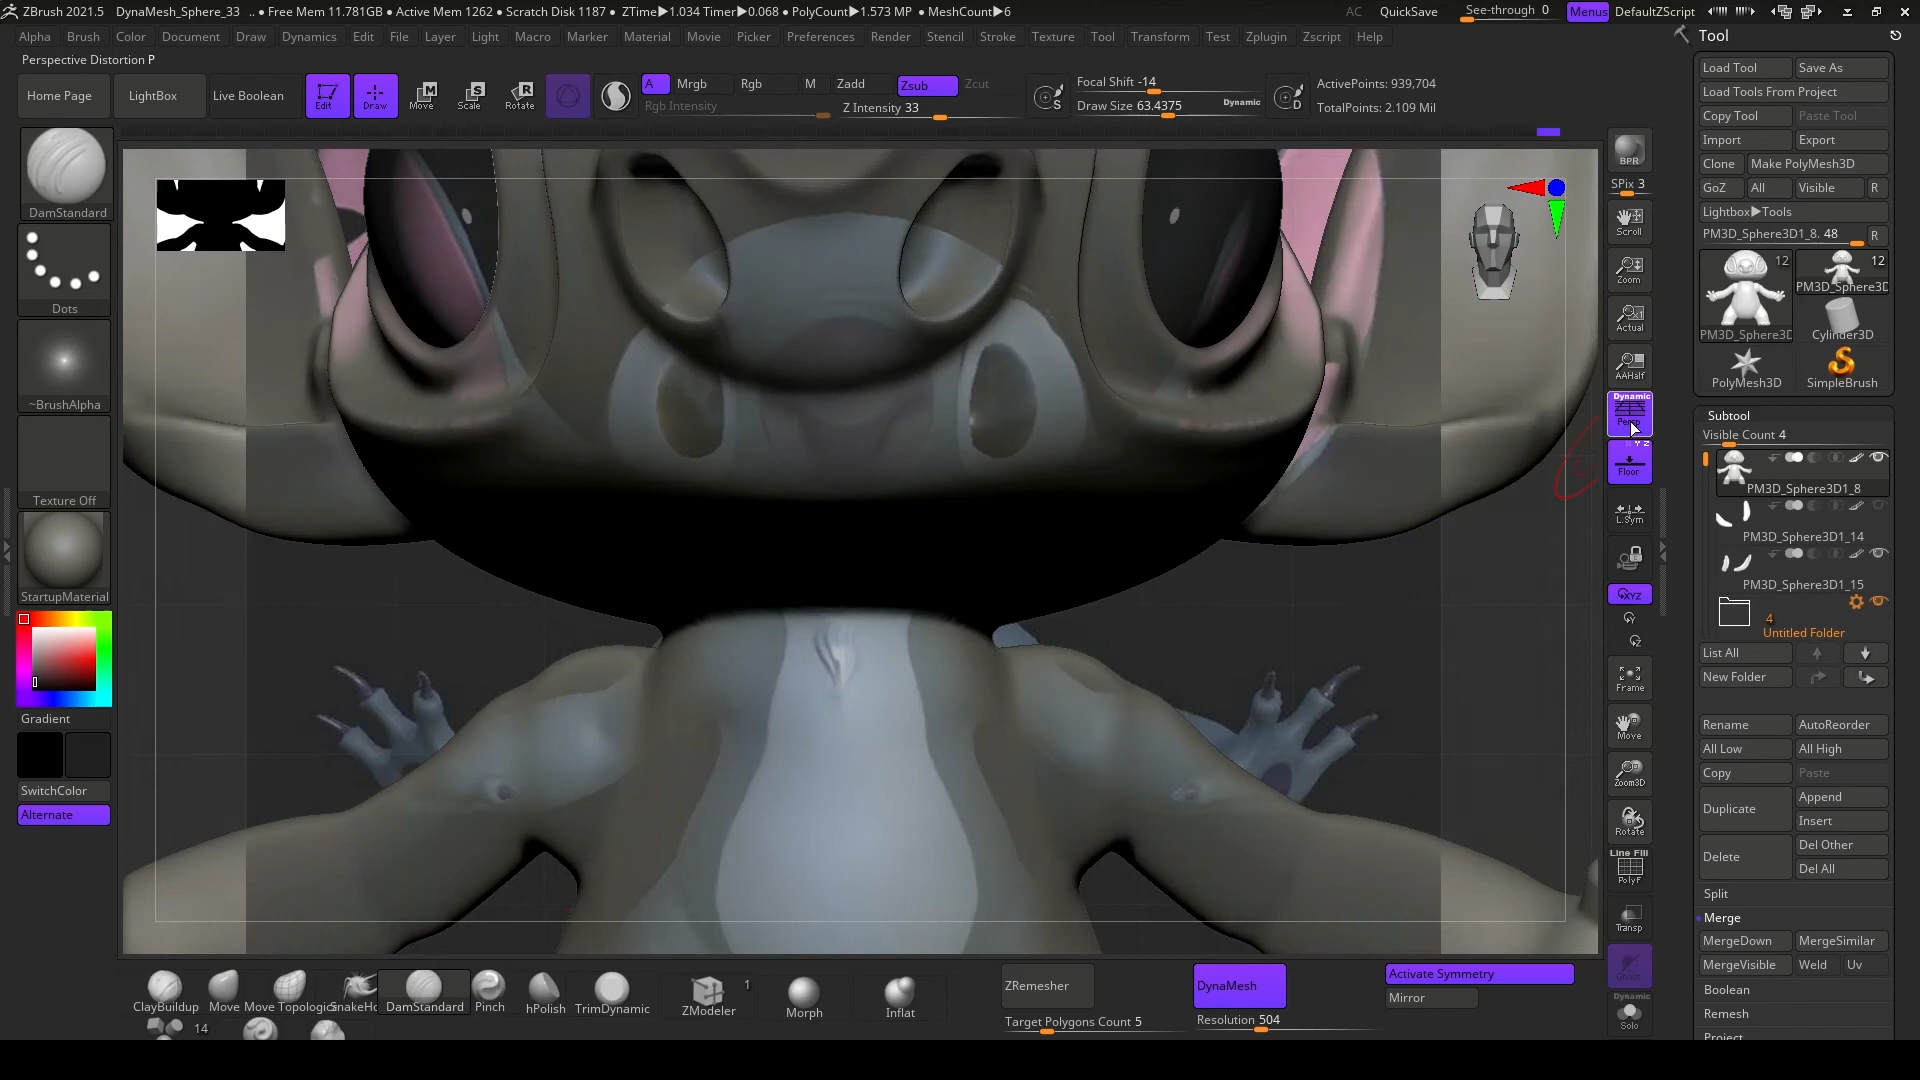 ZBrush 2021.5 DynaMesh_Sphere_33 .. • Free Mem 11.781GB • Active Mem 1262 • Scratch Disk 1187 • ZTime▶1.034 Timer▶0.068 • PolyCount▶1.573 MP • MeshCount▶6 AC QuickSave See-through 0 Menus DefaultZScript
Alpha Brush Color Document Draw Dynamics Edit File Layer Light Macro Marker Material Movie Picker Preferences Render Stencil Stroke Texture Tool Transform Test Zplugin Zscript Help
Perspective Distortion P
Home Page LightBox Live Boolean Edit Draw Move Scale Rotate
A Mrgb Rgb M Zadd Zsub Zcut
Rgb Intensity Z Intensity 33
S Focal Shift -14
Draw Size 63.4375 Dynamic D
ActivePoints: 939,704
TotalPoints: 2.109 Mil
DamStandard
Dots
~BrushAlpha
Texture Off
StartupMaterial
Gradient
SwitchColor
Alternate
BPR
SPix 3
Scroll
Zoom
Actual
AAHalf
Dynamic
Persp
X Y Z
Floor
L.Sym
XYZ
Y
Z
Frame
Move
Zoom3D
Rotate
Line Fill
PolyF
Transp
Ghost
Dynamic
Solo
Tool
Load Tool Save As
Load Tools From Project
Copy Tool Paste Tool
Import Export
Clone Make PolyMesh3D
GoZ All Visible R
Lightbox▶Tools
PM3D_Sphere3D1_8. 48 R
12 12
PM3D_Sphere3D
PM3D_Sphere3D Cylinder3D
PolyMesh3D SimpleBrush
Subtool
Visible Count 4
PM3D_Sphere3D1_8
PM3D_Sphere3D1_14
PM3D_Sphere3D1_15
4
Untitled Folder
List All
New Folder
Rename AutoReorder
All Low All High
Copy Paste
Duplicate Append
Insert
Delete Del Other
Del All
Split
Merge
MergeDown MergeSimilar
MergeVisible Weld Uv
Boolean
Remesh
Project
ClayBuildup Move Move Topologic SnakeHo DamStandard Pinch hPolish TrimDynamic
14
ZModeler 1 Morph Inflat
ZRemesher
Target Polygons Count 5
DynaMesh
Resolution 504
Activate Symmetry
Mirror